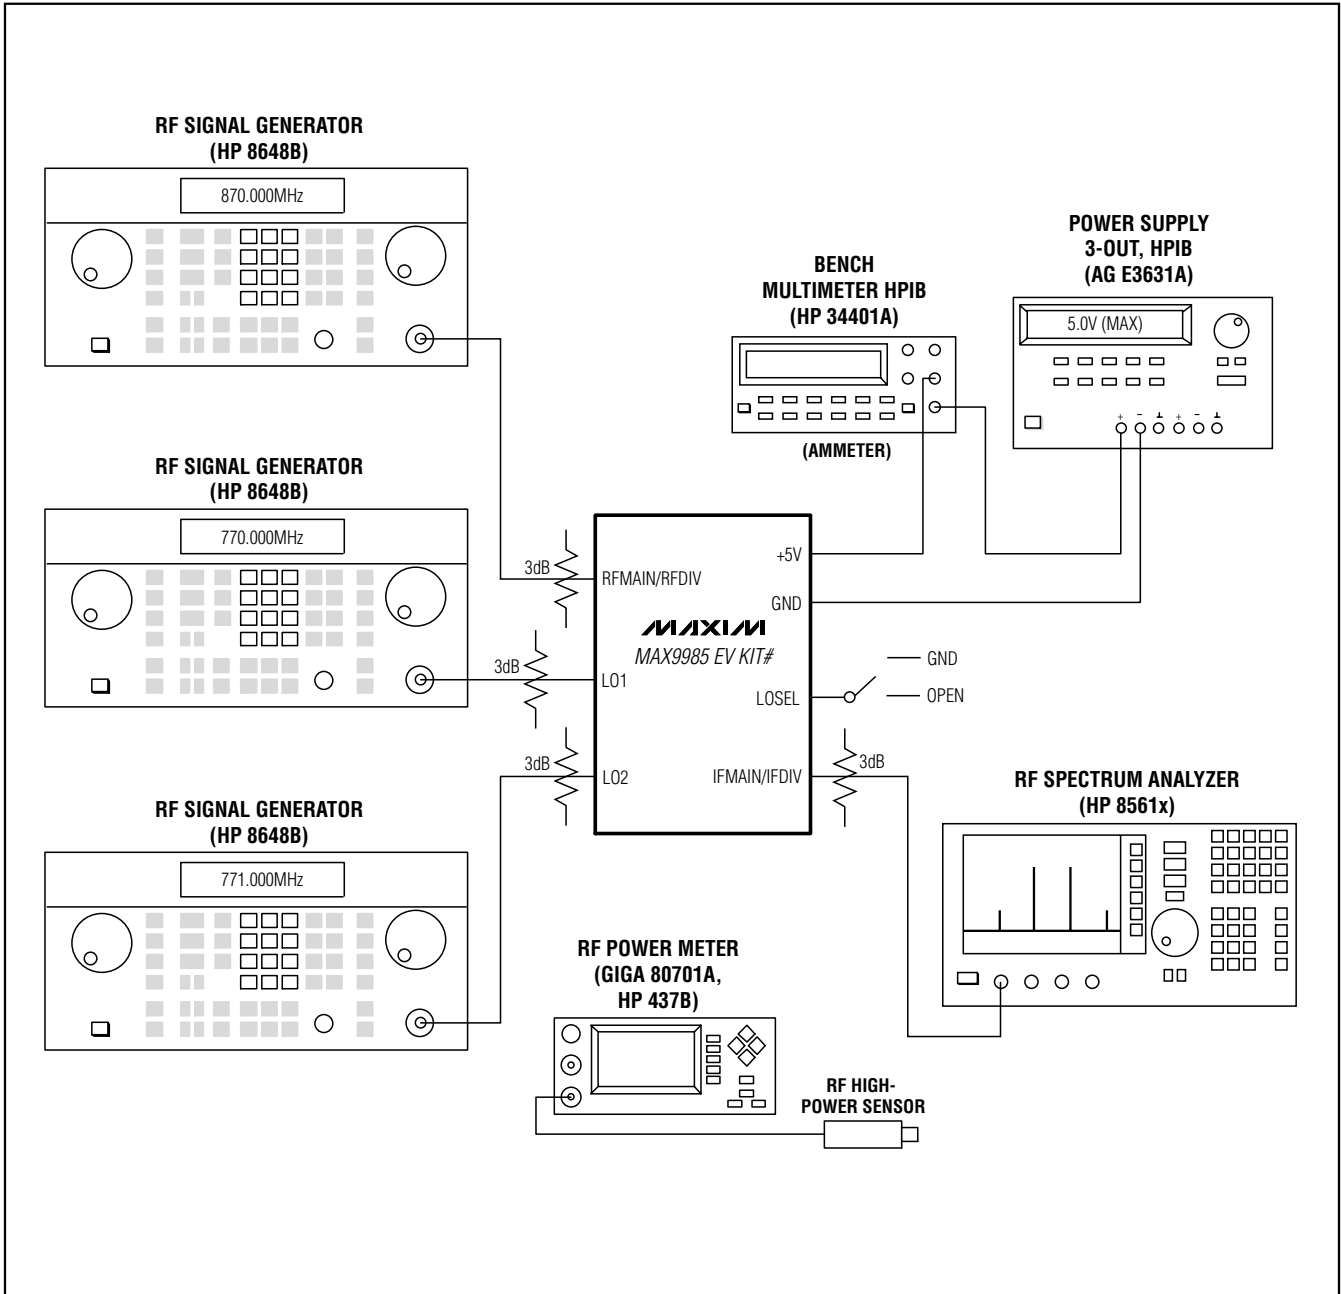 RF SIGNAL GENERATOR
(HP 8648B)
870.000MHz
RF SIGNAL GENERATOR
(HP 8648B)
770.000MHz
RF SIGNAL GENERATOR
(HP 8648B)
771.000MHz
BENCH
MULTIMETER HPIB
(HP 34401A)
(AMMETER)
POWER SUPPLY
3-OUT, HPIB
(AG E3631A)
5.0V (MAX)
+ - ⊥ + - ⊥
3dB
3dB
3dB
RFMAIN/RFDIV
LO1
LO2
+5V
GND
MAXIM
MAX9985 EV KIT#
LOSEL
IFMAIN/IFDIV
GND
OPEN
3dB
RF SPECTRUM ANALYZER
(HP 8561x)
RF POWER METER
(GIGA 80701A,
HP 437B)
RF HIGH-
POWER SENSOR